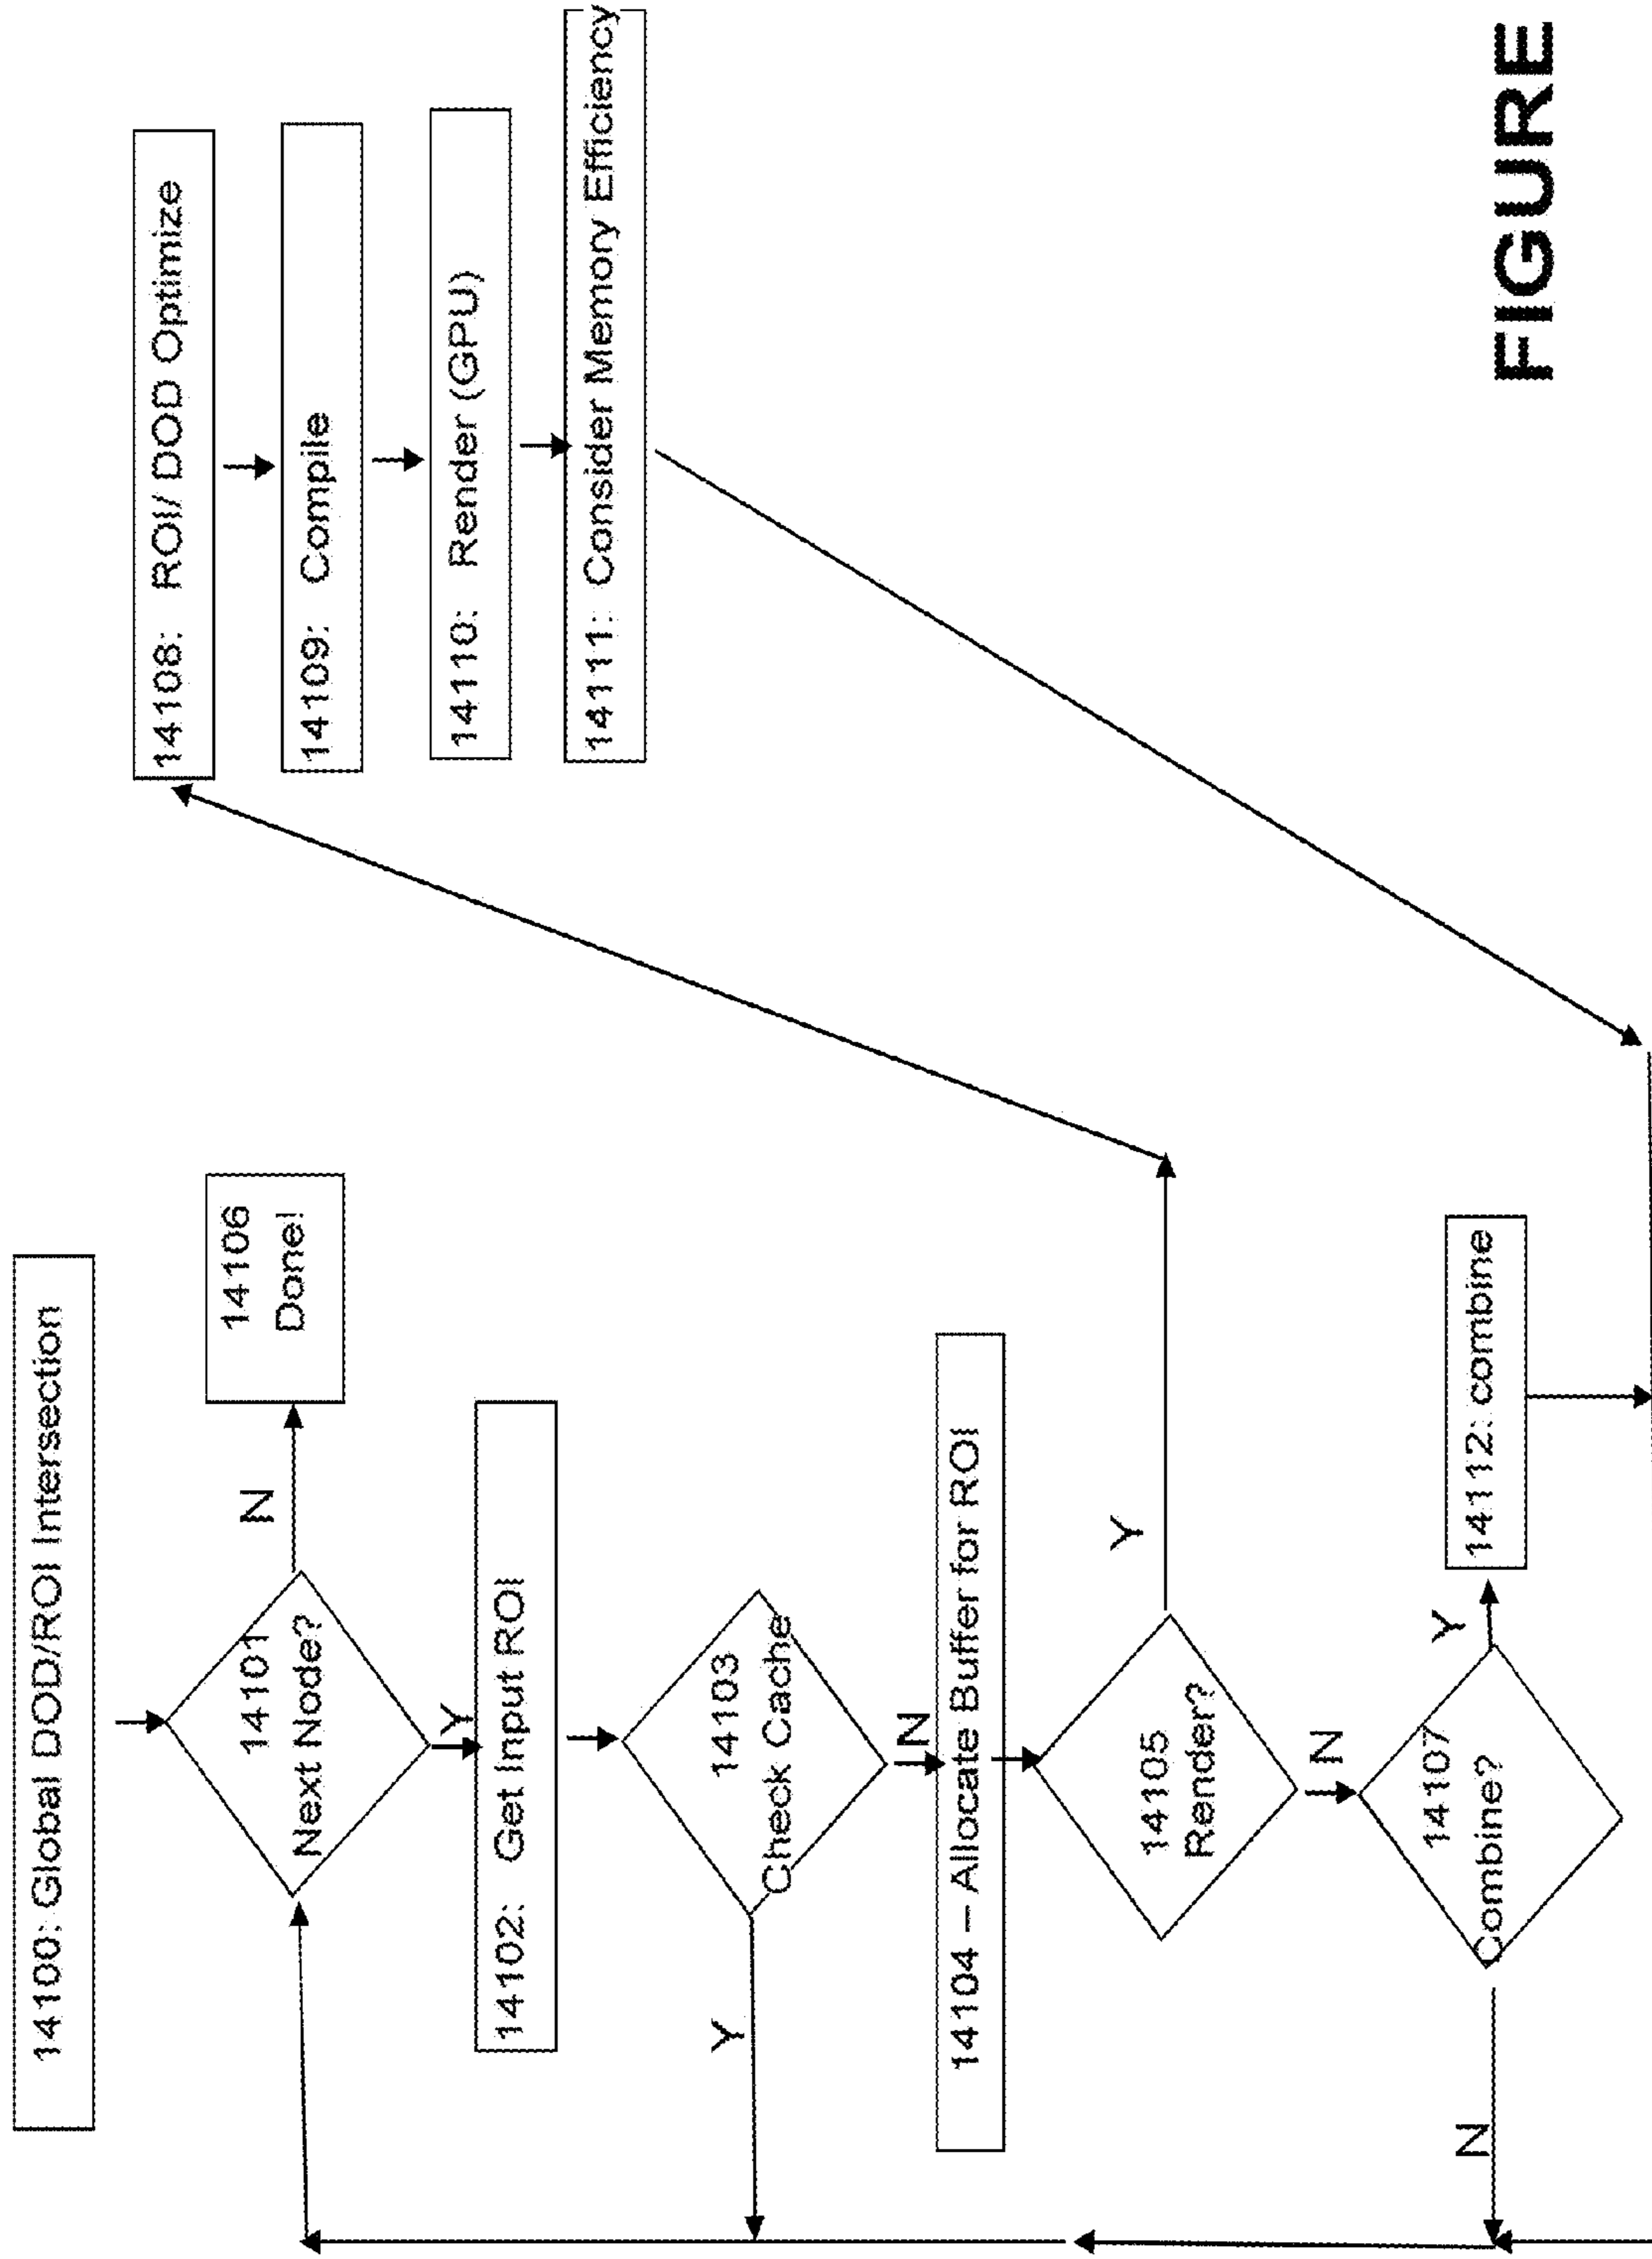 14100: Global DOD/ROI Intersection
14101
Next Node?
N
14106
Done!
Y
14102: Get Input ROI
14103
Check Cache
Y
N
14104 – Allocate Buffer for ROI
14105
Render?
Y
N
14107
Combine?
Y
N
14112: combine
14108: ROI/ DOD Optimize
14109: Compile
14110: Render (GPU)
14111: Consider Memory Efficiency
FIGURE